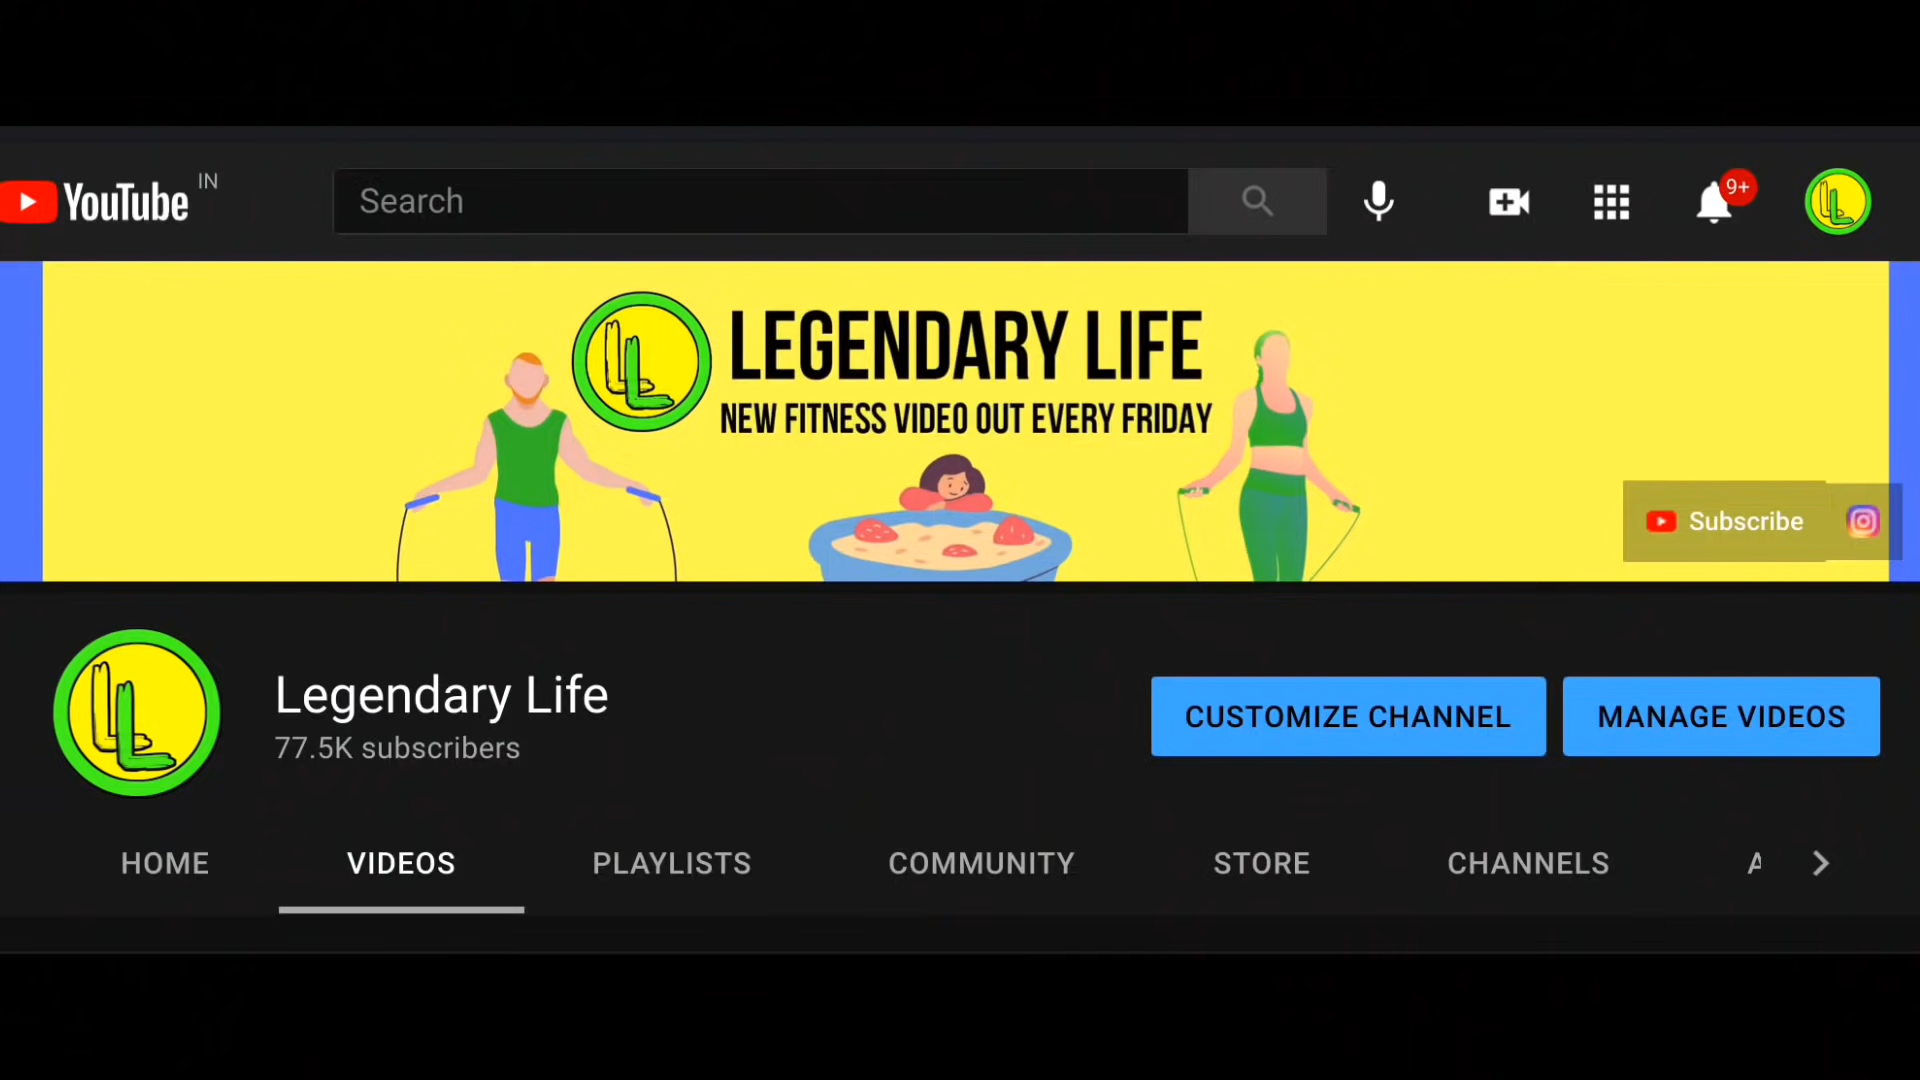 YouTube IN
Search
9+
LEGENDARY LIFE
NEW FITNESS VIDEO OUT EVERY FRIDAY
Subscribe
Legendary Life
77.5K subscribers
CUSTOMIZE CHANNEL
MANAGE VIDEOS
HOME VIDEOS PLAYLISTS COMMUNITY STORE CHANNELS